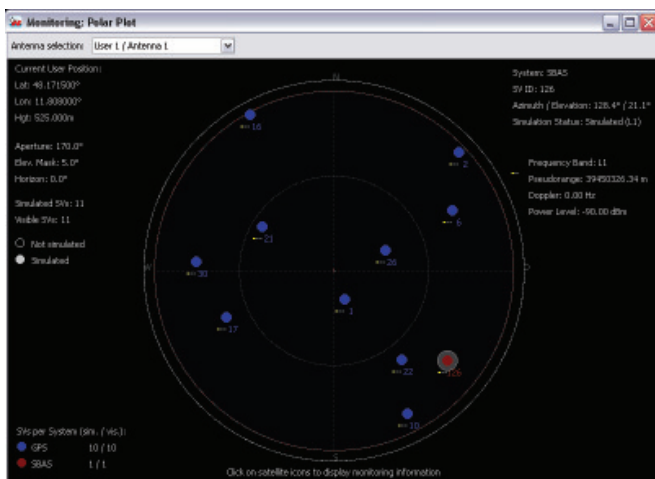 Monitoring: Polar Plot
Antenna selection: User 1 / Antenna 1
Current User Position:
Lat: 48.171500°
Lon: 11.808000°
Hgt: 525.000m
Aperture: 170.0°
Elev. Mask: 5.0°
Horizon: 0.0°
Simulated SVs: 11
Visible SVs: 11
Not simulated
Simulated
System: SBAS
SV ID: 126
Azimuth / Elevation: 128.4° / 21.1°
Simulation Status: Simulated (L1)
Frequency Band: L1
Pseudorange: 39450326.34 m
Doppler: 0.00 Hz
Power Level: -90.00 dBm
N
16
2
6
21
26
30
W
1
17
22
126
10
S
SVs per System (sim. / vis.):
GPS 10 / 10
SBAS 1 / 1
Click on satellite icons to display monitoring information